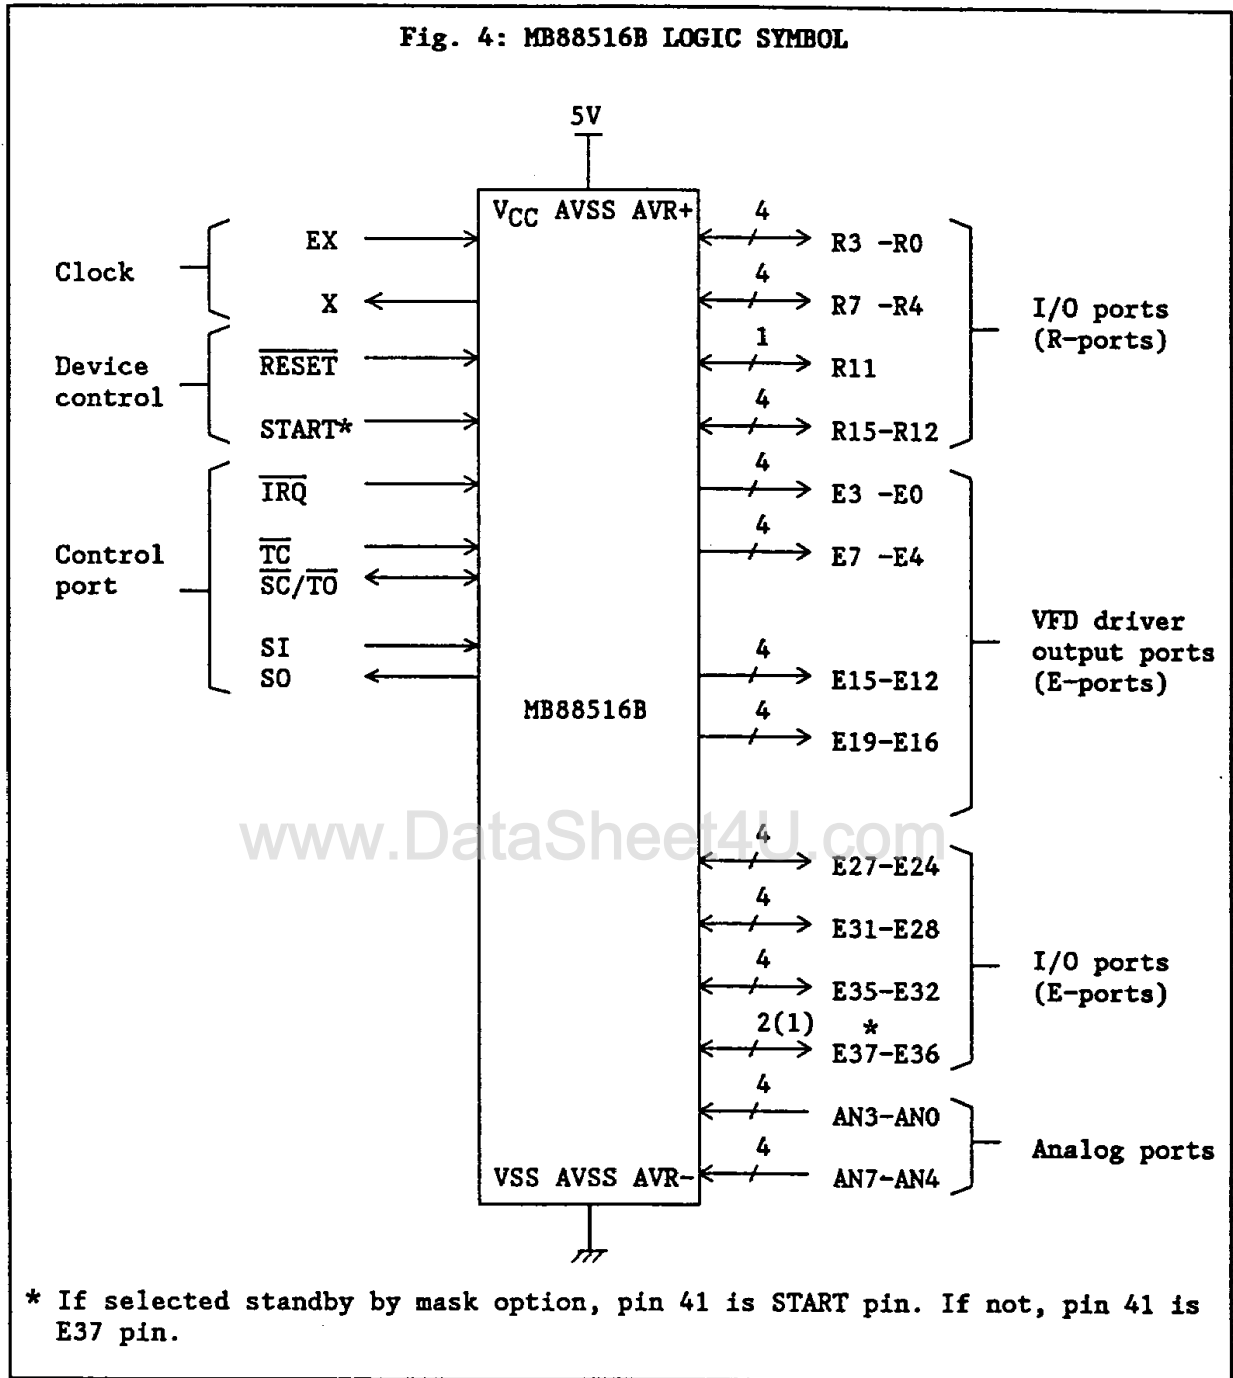 Fig. 4: MB88516B LOGIC SYMBOL
5V
VCC AVSS AVR+
Clock
EX
X
Device
control
RESET
START*
Control
port
IRQ
TC
SC/TO
SI
SO
MB88516B
4
R3 -R0
4
R7 -R4
1
R11
4
R15-R12
I/O ports
(R-ports)
4
E3 -E0
4
E7 -E4
4
E15-E12
4
E19-E16
VFD driver
output ports
(E-ports)
www.DataSheet4U.com
4
E27-E24
4
E31-E28
4
E35-E32
2(1) *
E37-E36
I/O ports
(E-ports)
4
AN3-AN0
4
AN7-AN4
Analog ports
VSS AVSS AVR-
* If selected standby by mask option, pin 41 is START pin. If not, pin 41 is
E37 pin.